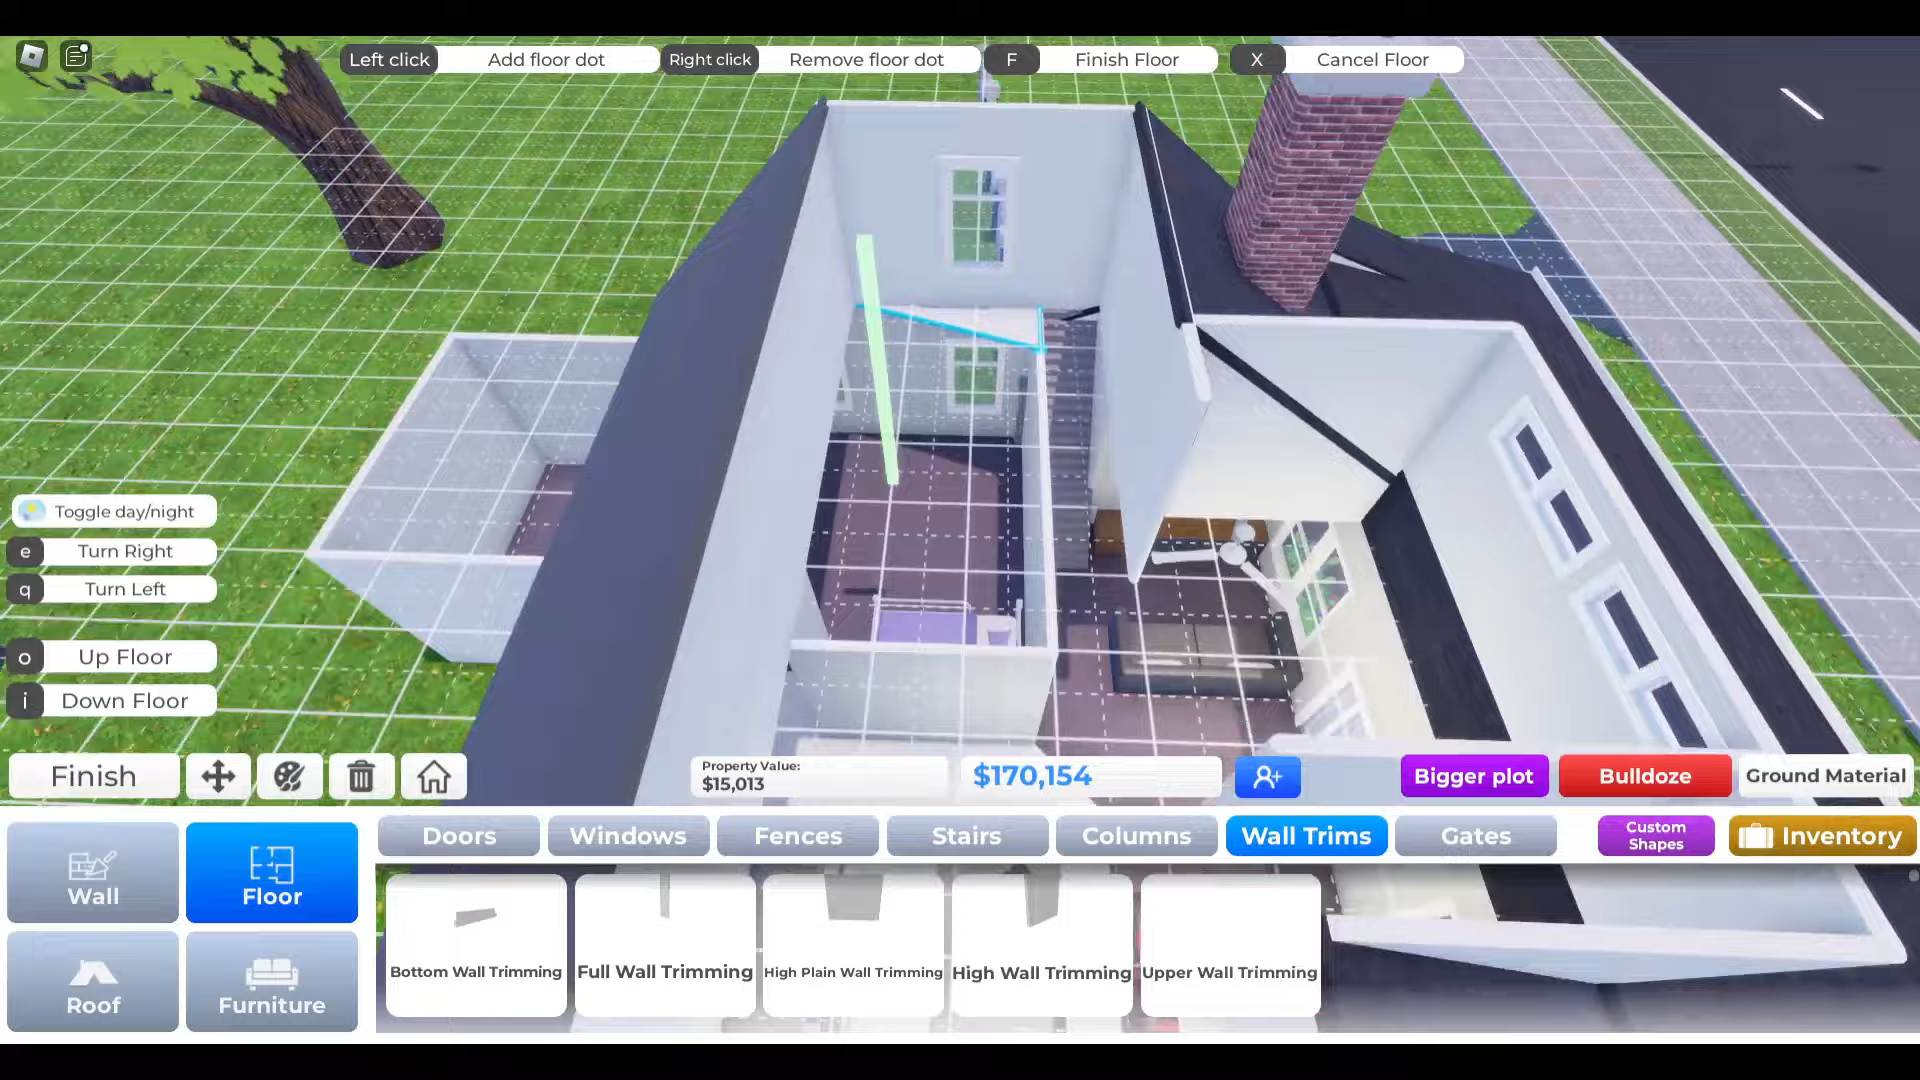 Left click Add floor dot Right click Remove floor dot F Finish Floor X Cancel Floor
Toggle day/night
e Turn Right
q Turn Left
o Up Floor
i Down Floor
Finish
Property Value:
$15,013
$170,154
Bigger plot
Bulldoze
Ground Material
Wall
Floor
Roof
Furniture
Doors
Windows
Fences
Stairs
Columns
Wall Trims
Gates
Custom
Shapes
Inventory
Bottom Wall Trimming
Full Wall Trimming
High Plain Wall Trimming
High Wall Trimming
Upper Wall Trimming